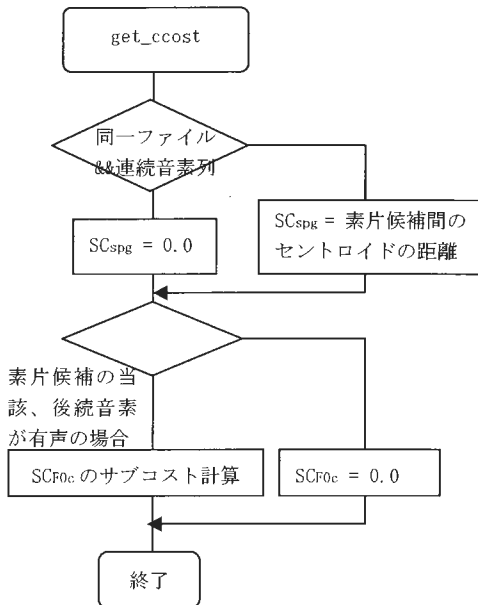 get_ccost
同一ファイル
&&連続音素列
SCspg = 0.0
SCspg = 素片候補間の
セントロイドの距離
素片候補の当
該、後続音素
が有声の場合
SCF0cのサブコスト計算
SCF0c = 0.0
終了